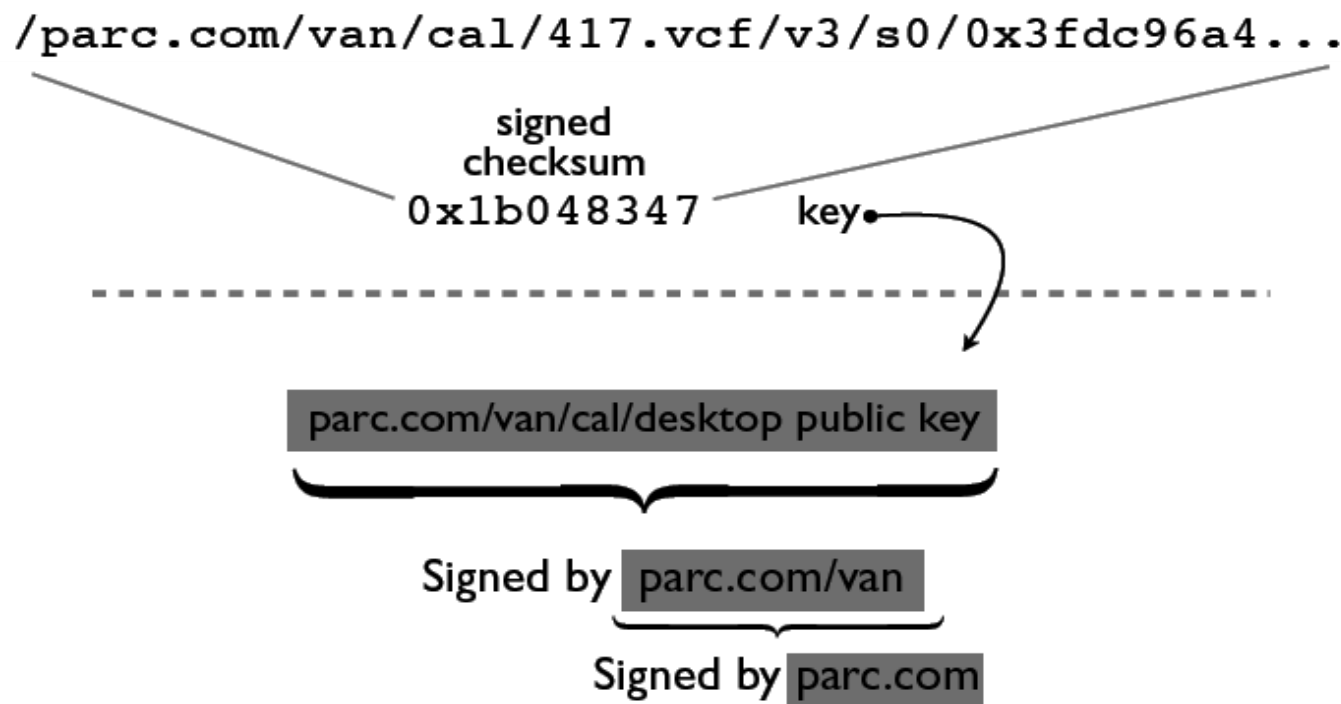 /parc.com/van/cal/417.vcf/v3/s0/0x3fdc96a4...
signed
checksum
0x1b048347 key
parc.com/van/cal/desktop public key
Signed by parc.com/van
Signed by parc.com